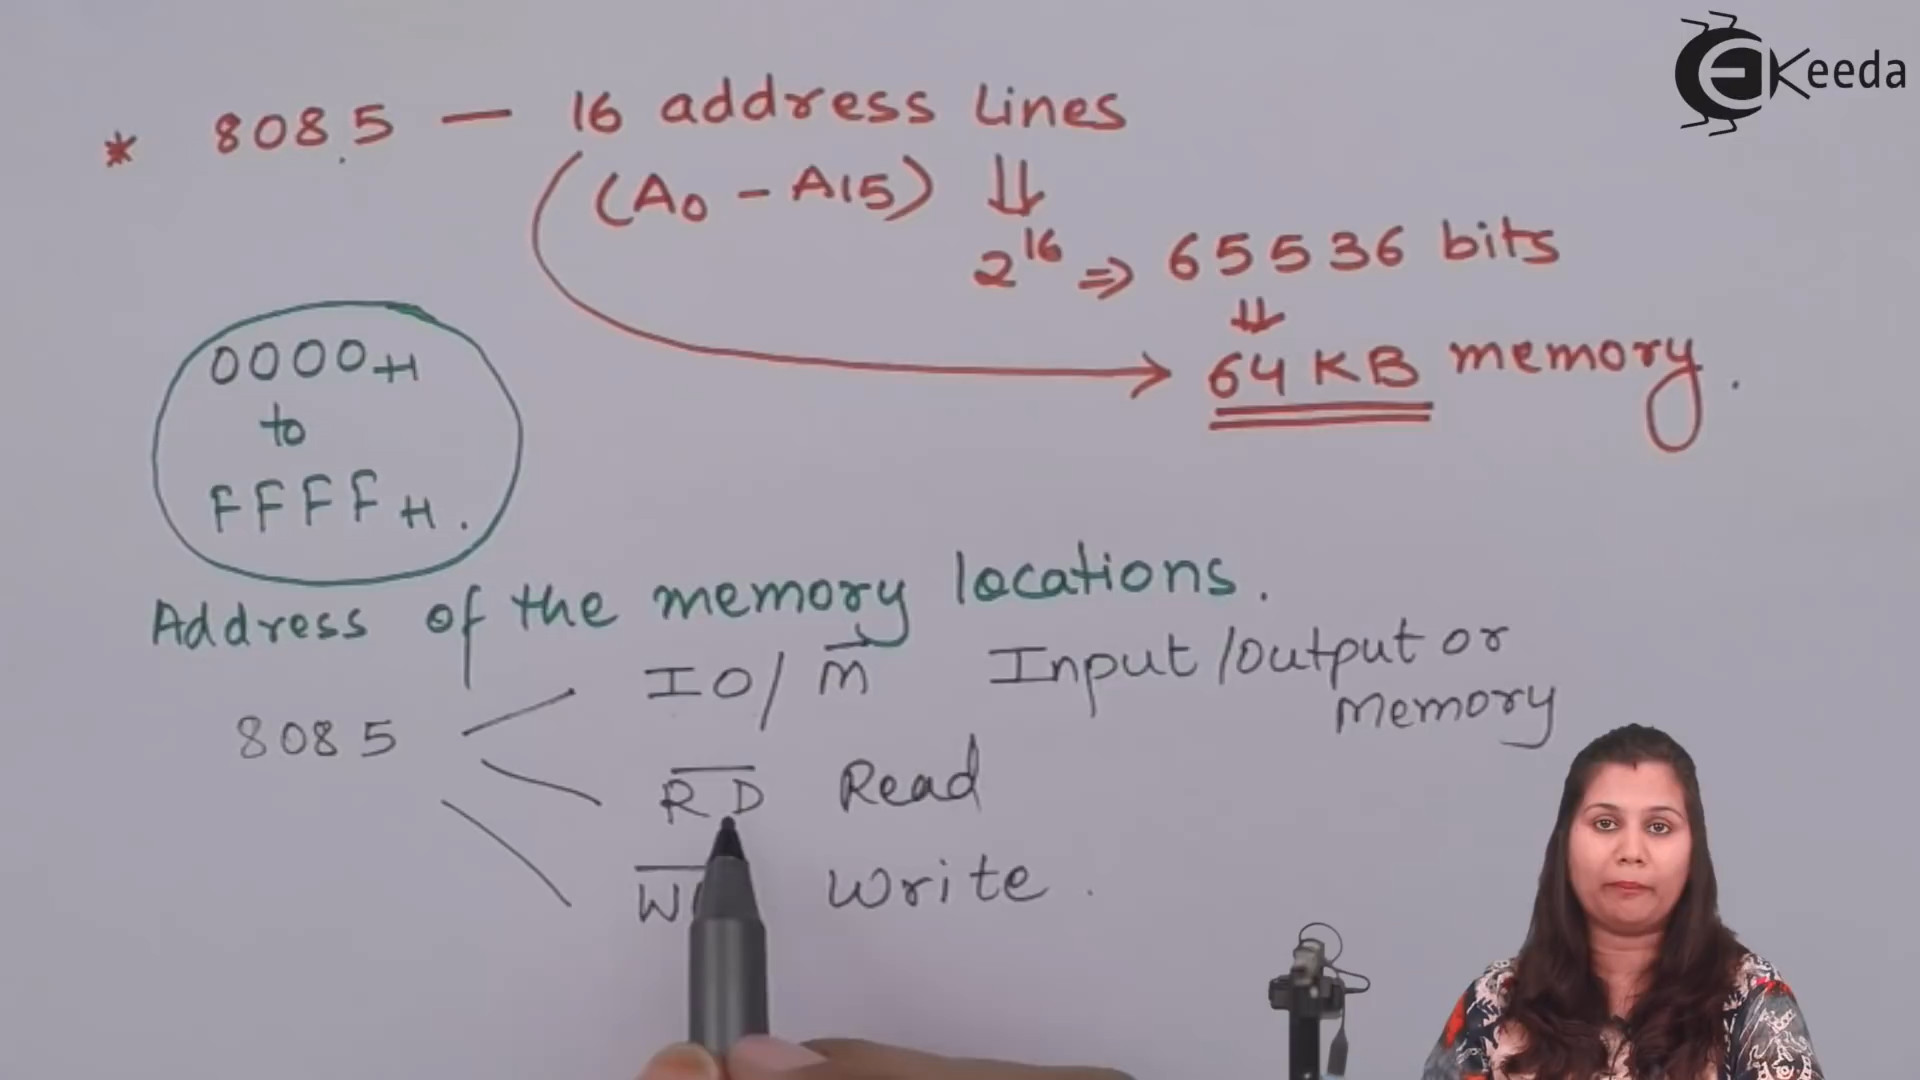 EKeeda
* 8085 — 16 address lines
(A0 - A15) ⇓
2^16 ⇒ 65536 bits
⇓
64 KB memory.
0000H
to
FFFFH.
Address of the memory locations.
8085
IO/M̅ Input/output or
Memory
R̅D̅ Read
Write.